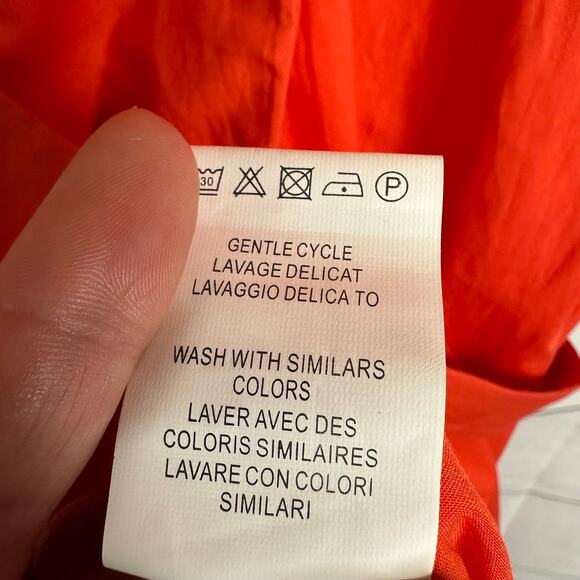 30 P
GENTLE CYCLE
LAVAGE DELICAT
LAVAGGIO DELICA TO
WASH WITH SIMILARS
COLORS
LAVER AVEC DES
COLORIS SIMILAIRES
LAVARE CON COLORI
SIMILARI